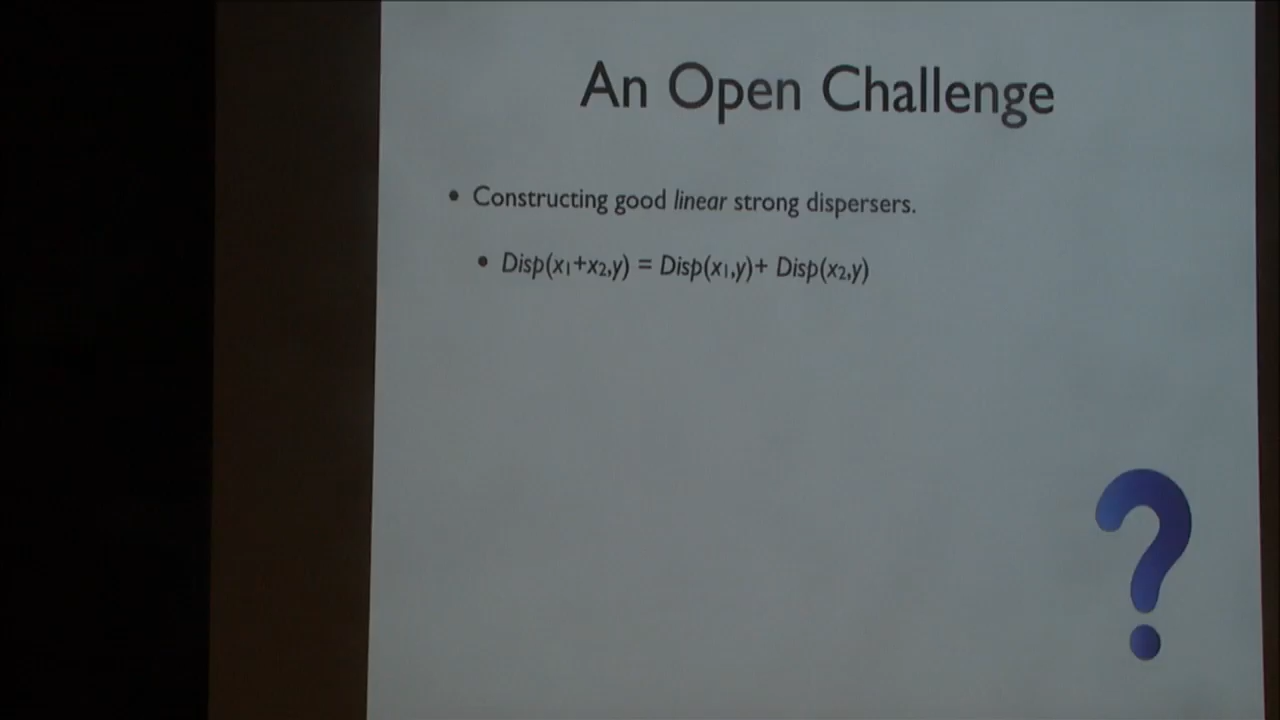 An Open Challenge
• Constructing good linear strong dispersers.
• Disp(x₁+x₂,y) = Disp(x₁,y)+ Disp(x₂,y)
?